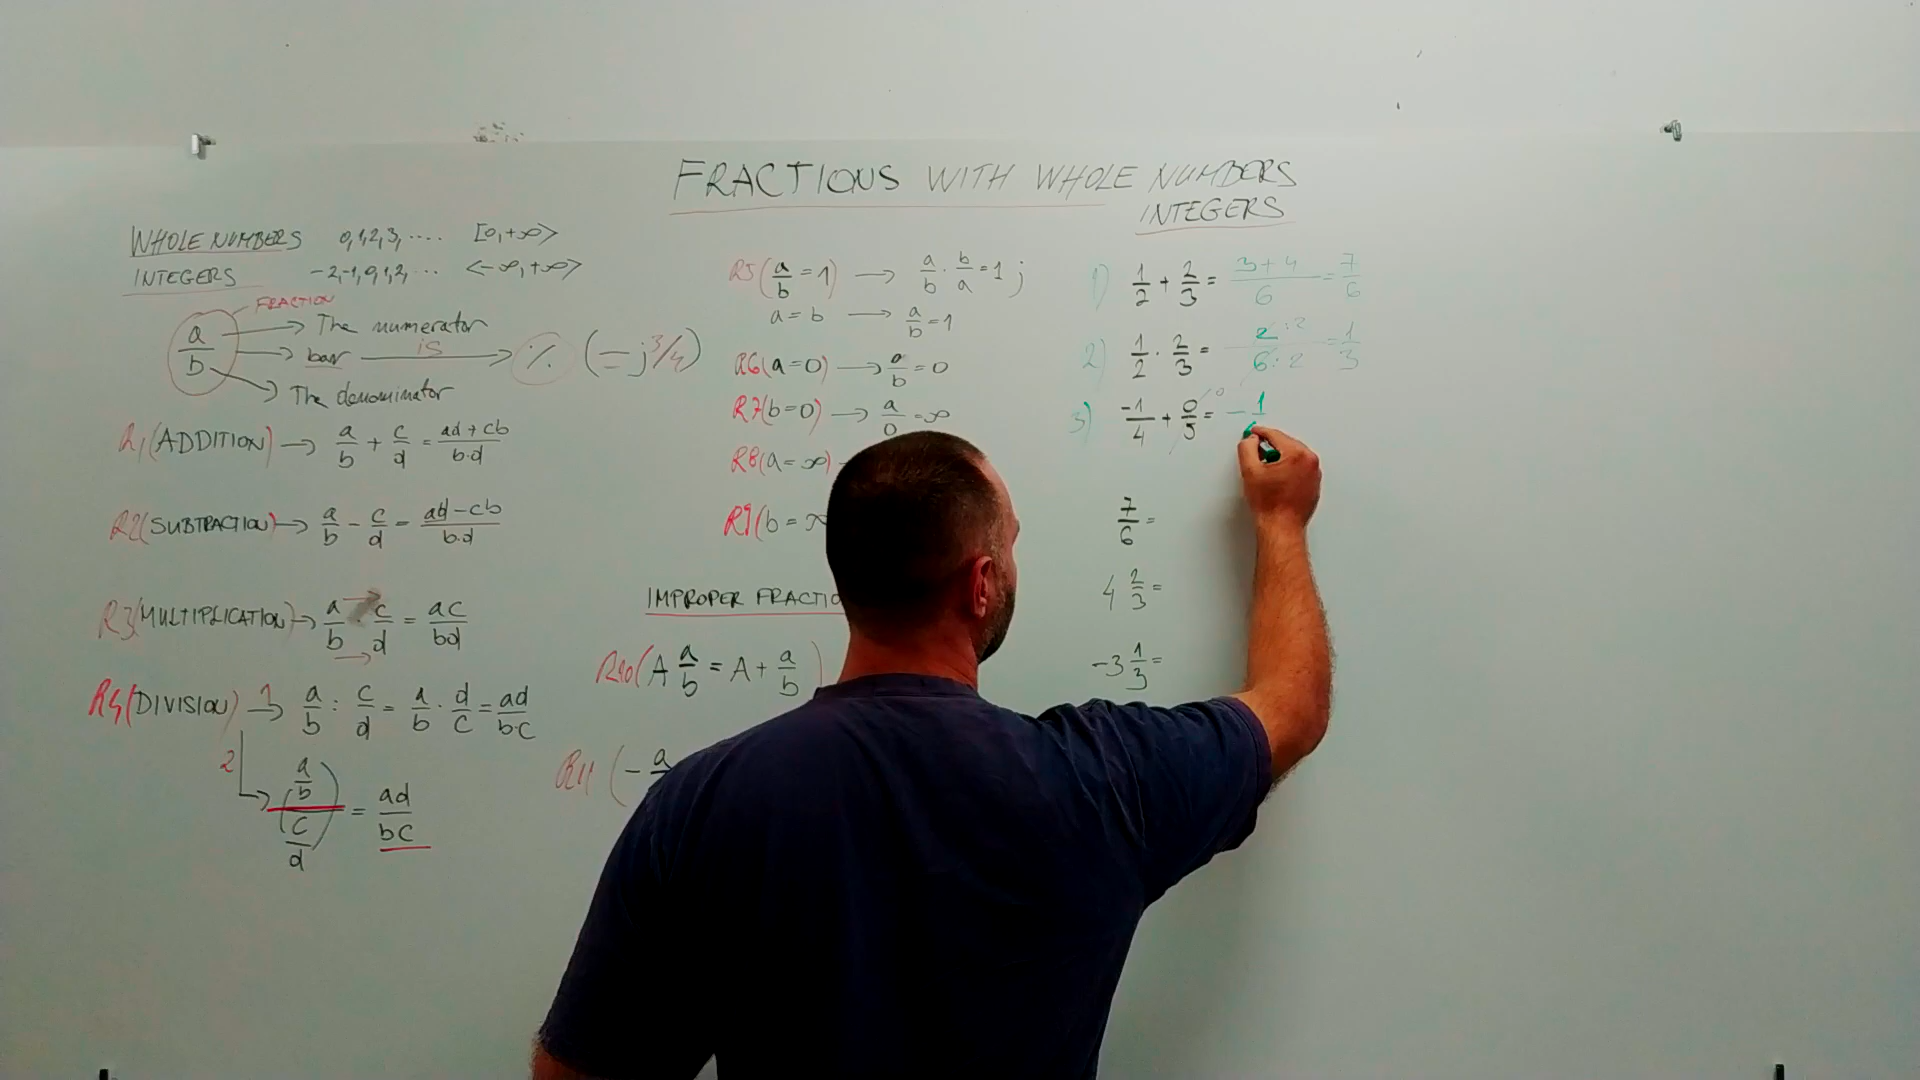 FRACTIONS WITH WHOLE NUMBERS
INTEGERS
WHOLE NUMBERS 0,1,2,3,.... [0,+∞>
INTEGERS -2,-1,0,1,2,... <-∞,+∞>
FRACTION
a/b → The numerator
→ bar is → ./. (—; 3/4)
→ The denominator
R1(ADDITION) → a/b + c/d = ad+cb/b·d
R2(SUBTRACTION) → a/b - c/d = ad-cb/b·d
R3(MULTIPLICATION) → a/b · c/d = ac/bd
R4(DIVISION) 1 → a/b : c/d = a/b · d/c = ad/b·c
2 → (a/b)/(c/d) = ad/bc
R5(a/b = 1) → a/b · b/a = 1 ;
a = b → a/b = 1
R6(a=0) → a/b = 0
R7(b=0) → a/0 = ∞
R8(a=∞)
R9(b=∞
IMPROPER FRACTIO
R10(A a/b = A + a/b)
R11(- a
1) 1/2 + 2/3 = 3+4/6 = 7/6
2) 1/2 · 2/3 = 2:2/6:2 = 1/3
3) -1/4 + 0/5 = 0 - 1
7/6 =
4 2/3 =
-3 1/3 =